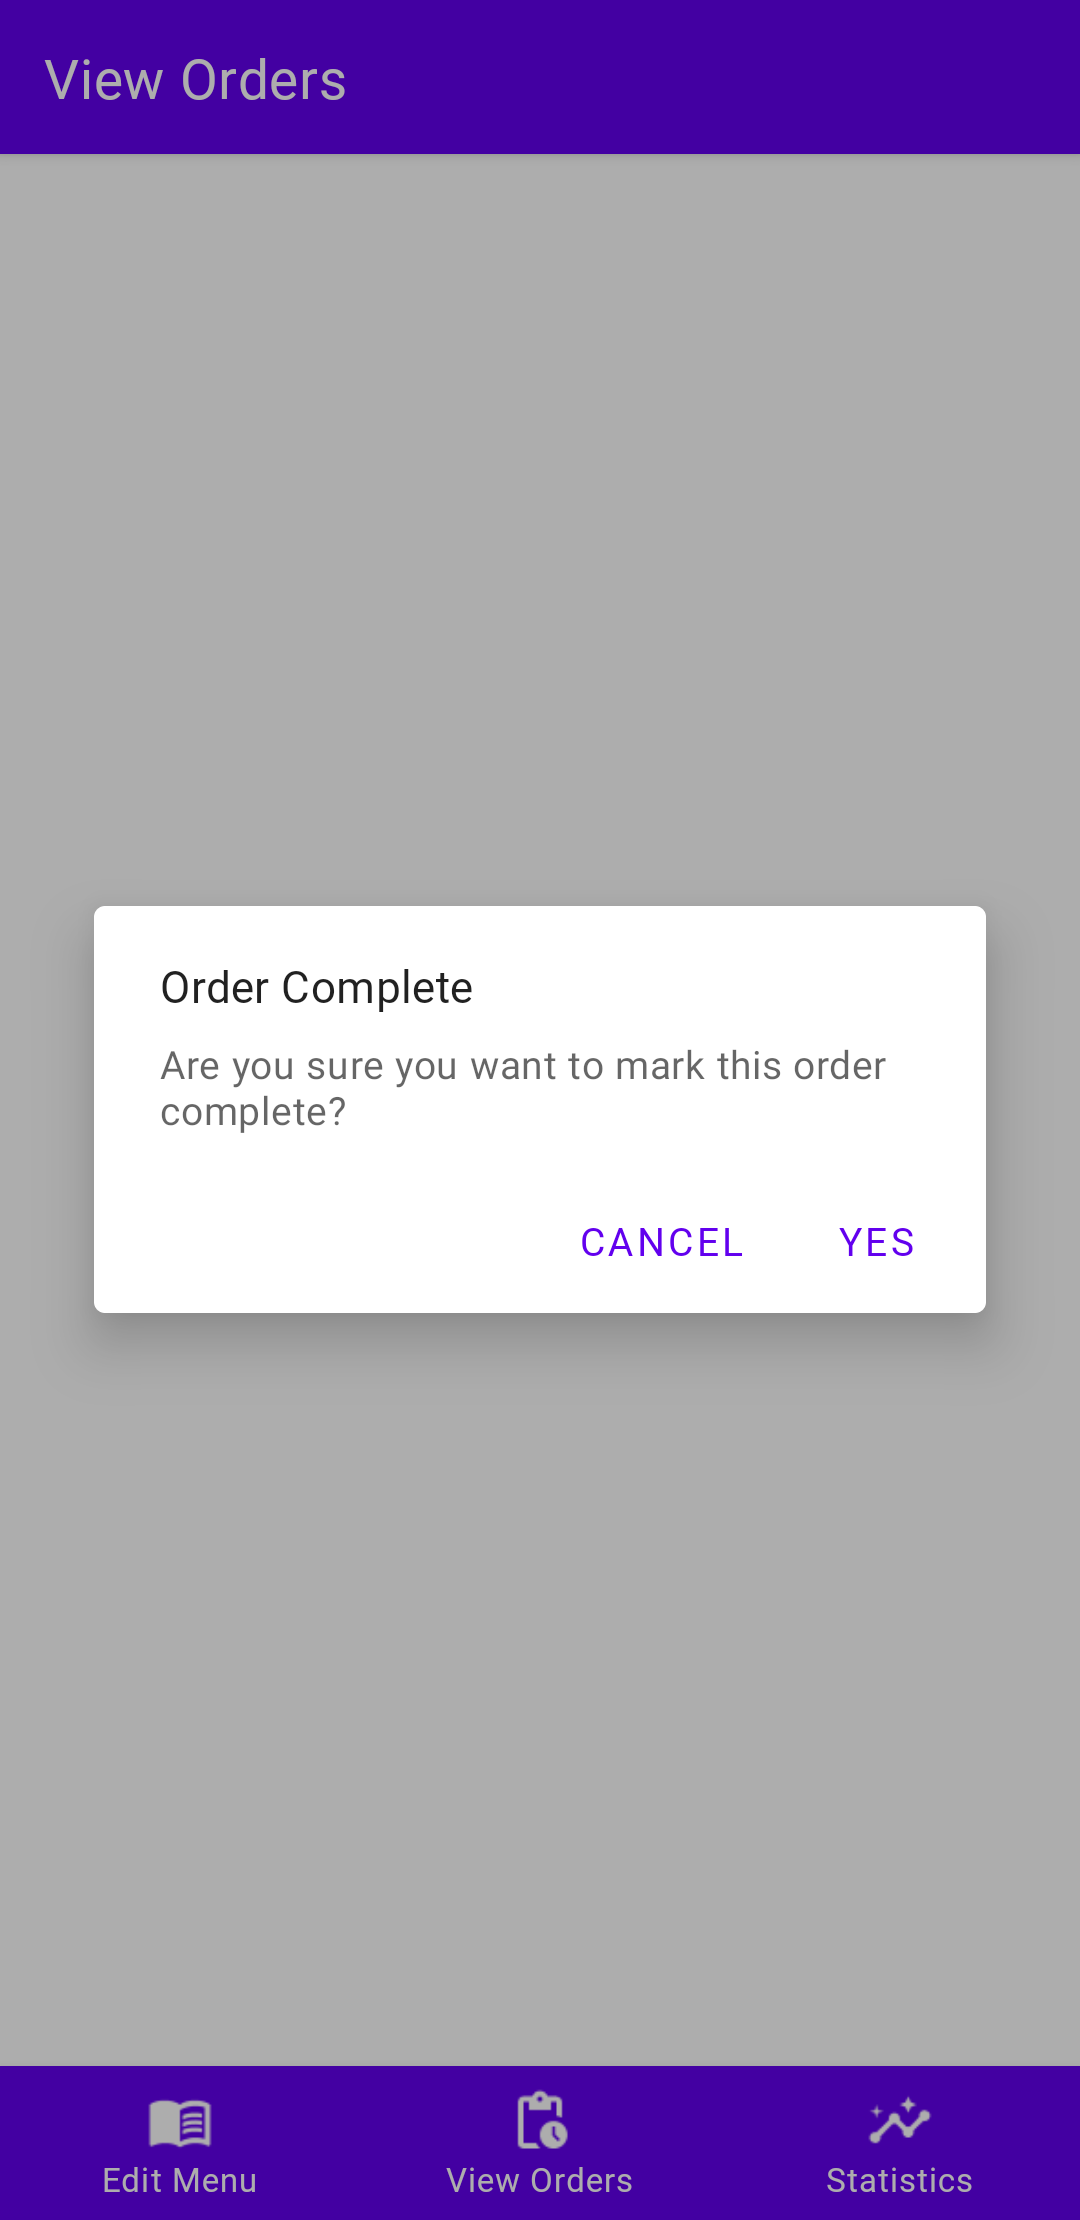 View Orders
Order Complete
Are you sure you want to mark this order
complete?
CANCEL YES
Edit Menu View Orders Statistics